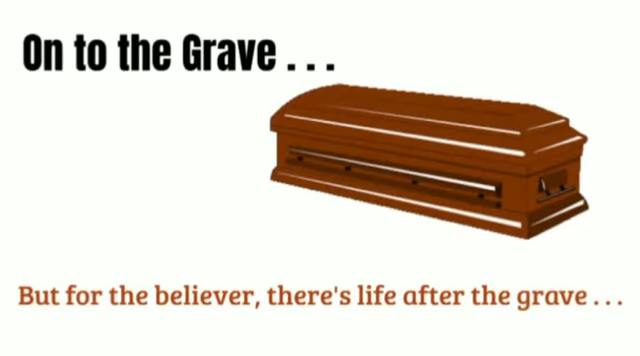 On to the Grave . . .
But for the believer, there's life after the grave . . .